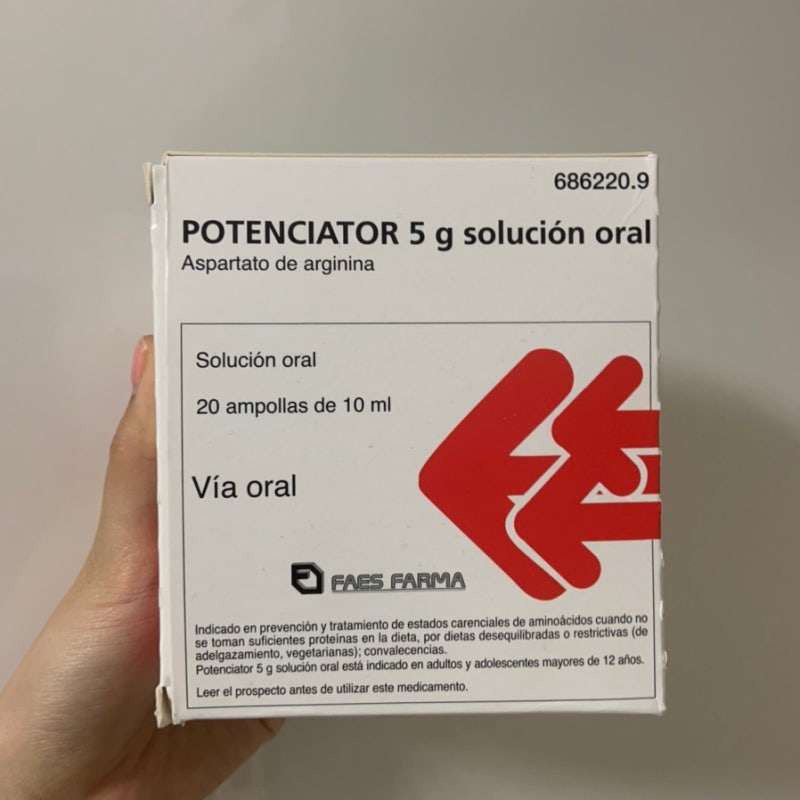 686220.9
POTENCIATOR 5 g solución oral
Aspartato de arginina
Solución oral
20 ampollas de 10 ml
Vía oral
FAES FARMA
Indicado en prevención y tratamiento de estados carenciales de aminoácidos cuando no
se toman suficientes proteínas en la dieta, por dietas desequilibradas o restrictivas (de
adelgazamiento, vegetarianas); convalecencias.
Potenciator 5 g solución oral está indicado en adultos y adolescentes mayores de 12 años.
Leer el prospecto antes de utilizar este medicamento.